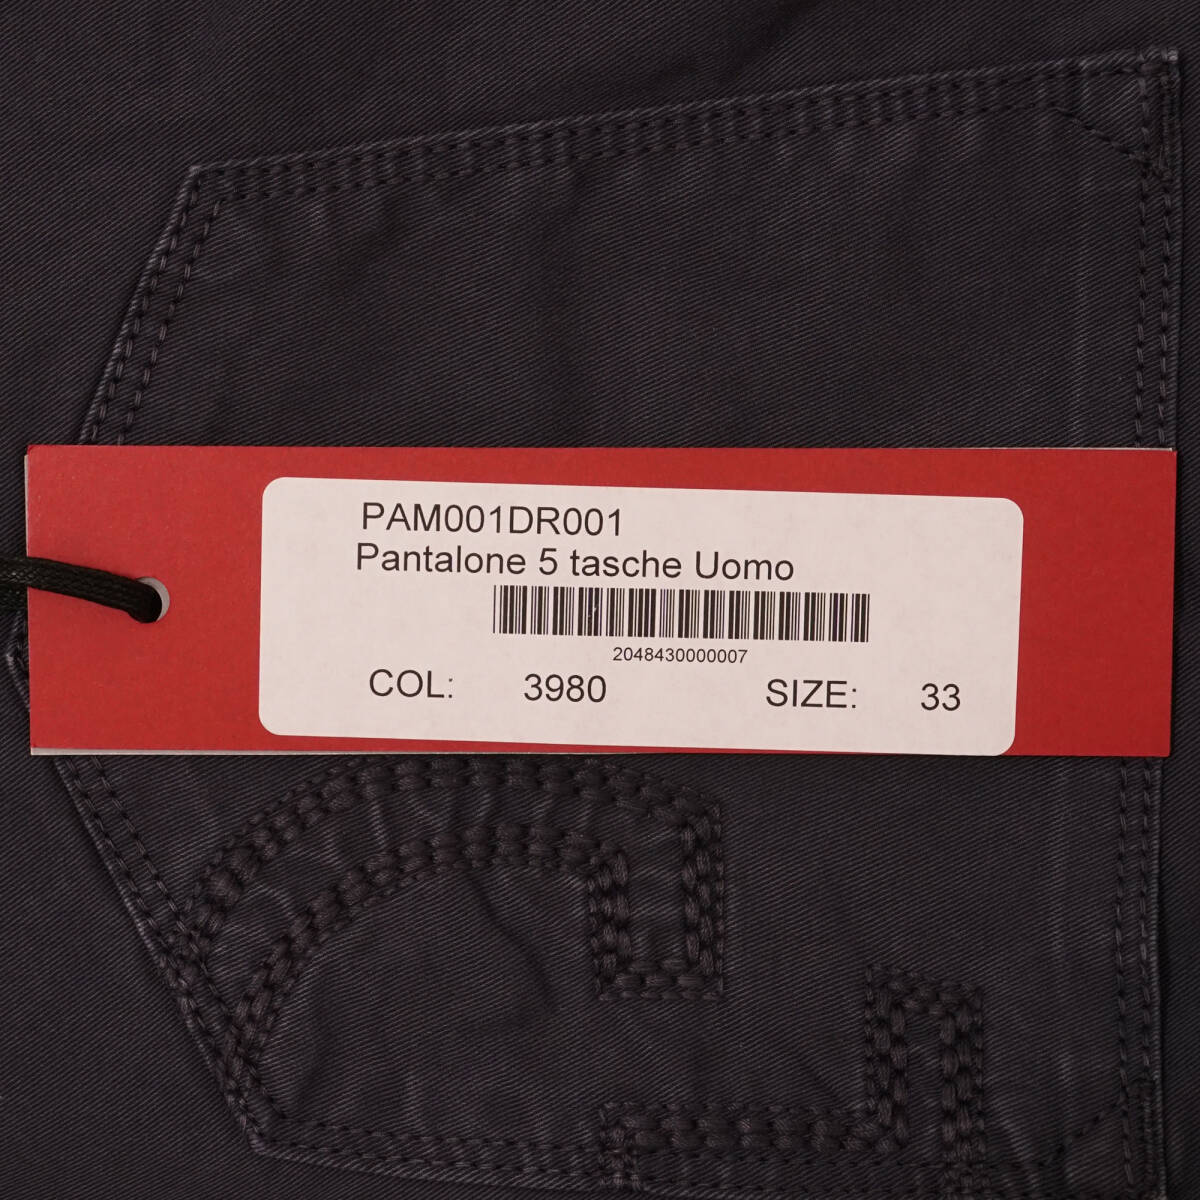 PAM001DR001
Pantalone 5 tasche Uomo
2048430000007
COL: 3980 SIZE: 33